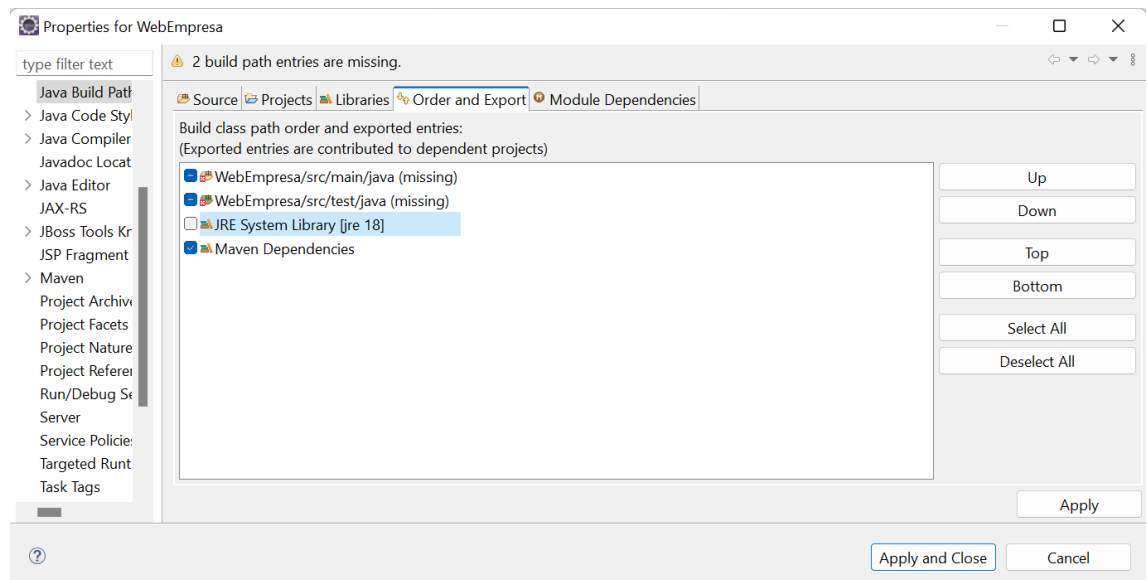 Properties for WebEmpresa
type filter text
2 build path entries are missing.
Java Build Path
Java Code Styl
Java Compiler
Javadoc Locat
Java Editor
JAX-RS
JBoss Tools Kn
JSP Fragment
Maven
Project Archive
Project Facets
Project Nature
Project Referen
Run/Debug Se
Server
Service Policie
Targeted Runt
Task Tags
Source Projects Libraries Order and Export Module Dependencies
Build class path order and exported entries:
(Exported entries are contributed to dependent projects)
WebEmpresa/src/main/java (missing)
WebEmpresa/src/test/java (missing)
JRE System Library [jre 18]
Maven Dependencies
Up
Down
Top
Bottom
Select All
Deselect All
Apply
Apply and Close
Cancel